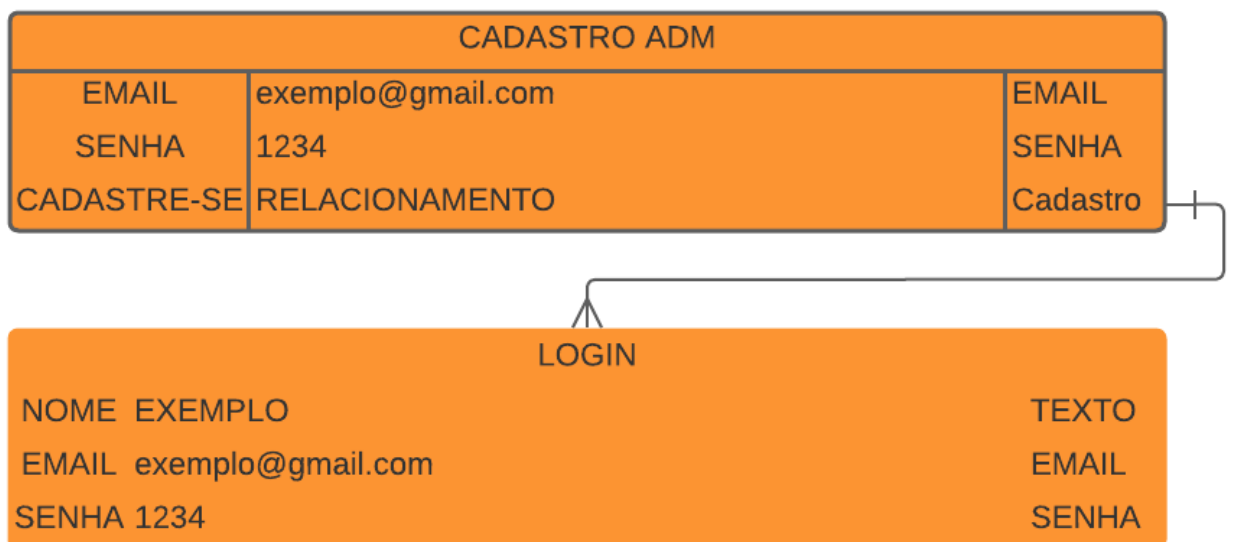 CADASTRO ADM
EMAIL exemplo@gmail.com EMAIL
SENHA 1234 SENHA
CADASTRE-SE RELACIONAMENTO Cadastro
LOGIN
NOME EXEMPLO TEXTO
EMAIL exemplo@gmail.com EMAIL
SENHA 1234 SENHA